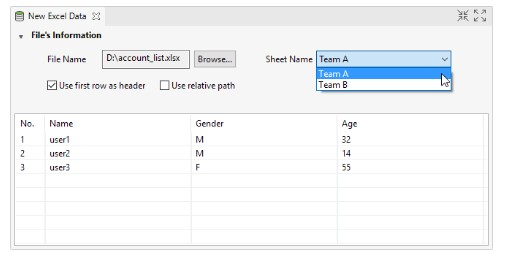 New Excel Data
File's Information
File Name D:\account_list.xlsx Browse... Sheet Name Team A
Team A
Team B
Use first row as header Use relative path
No. Name Gender Age
1 user1 M 32
2 user2 M 14
3 user3 F 55